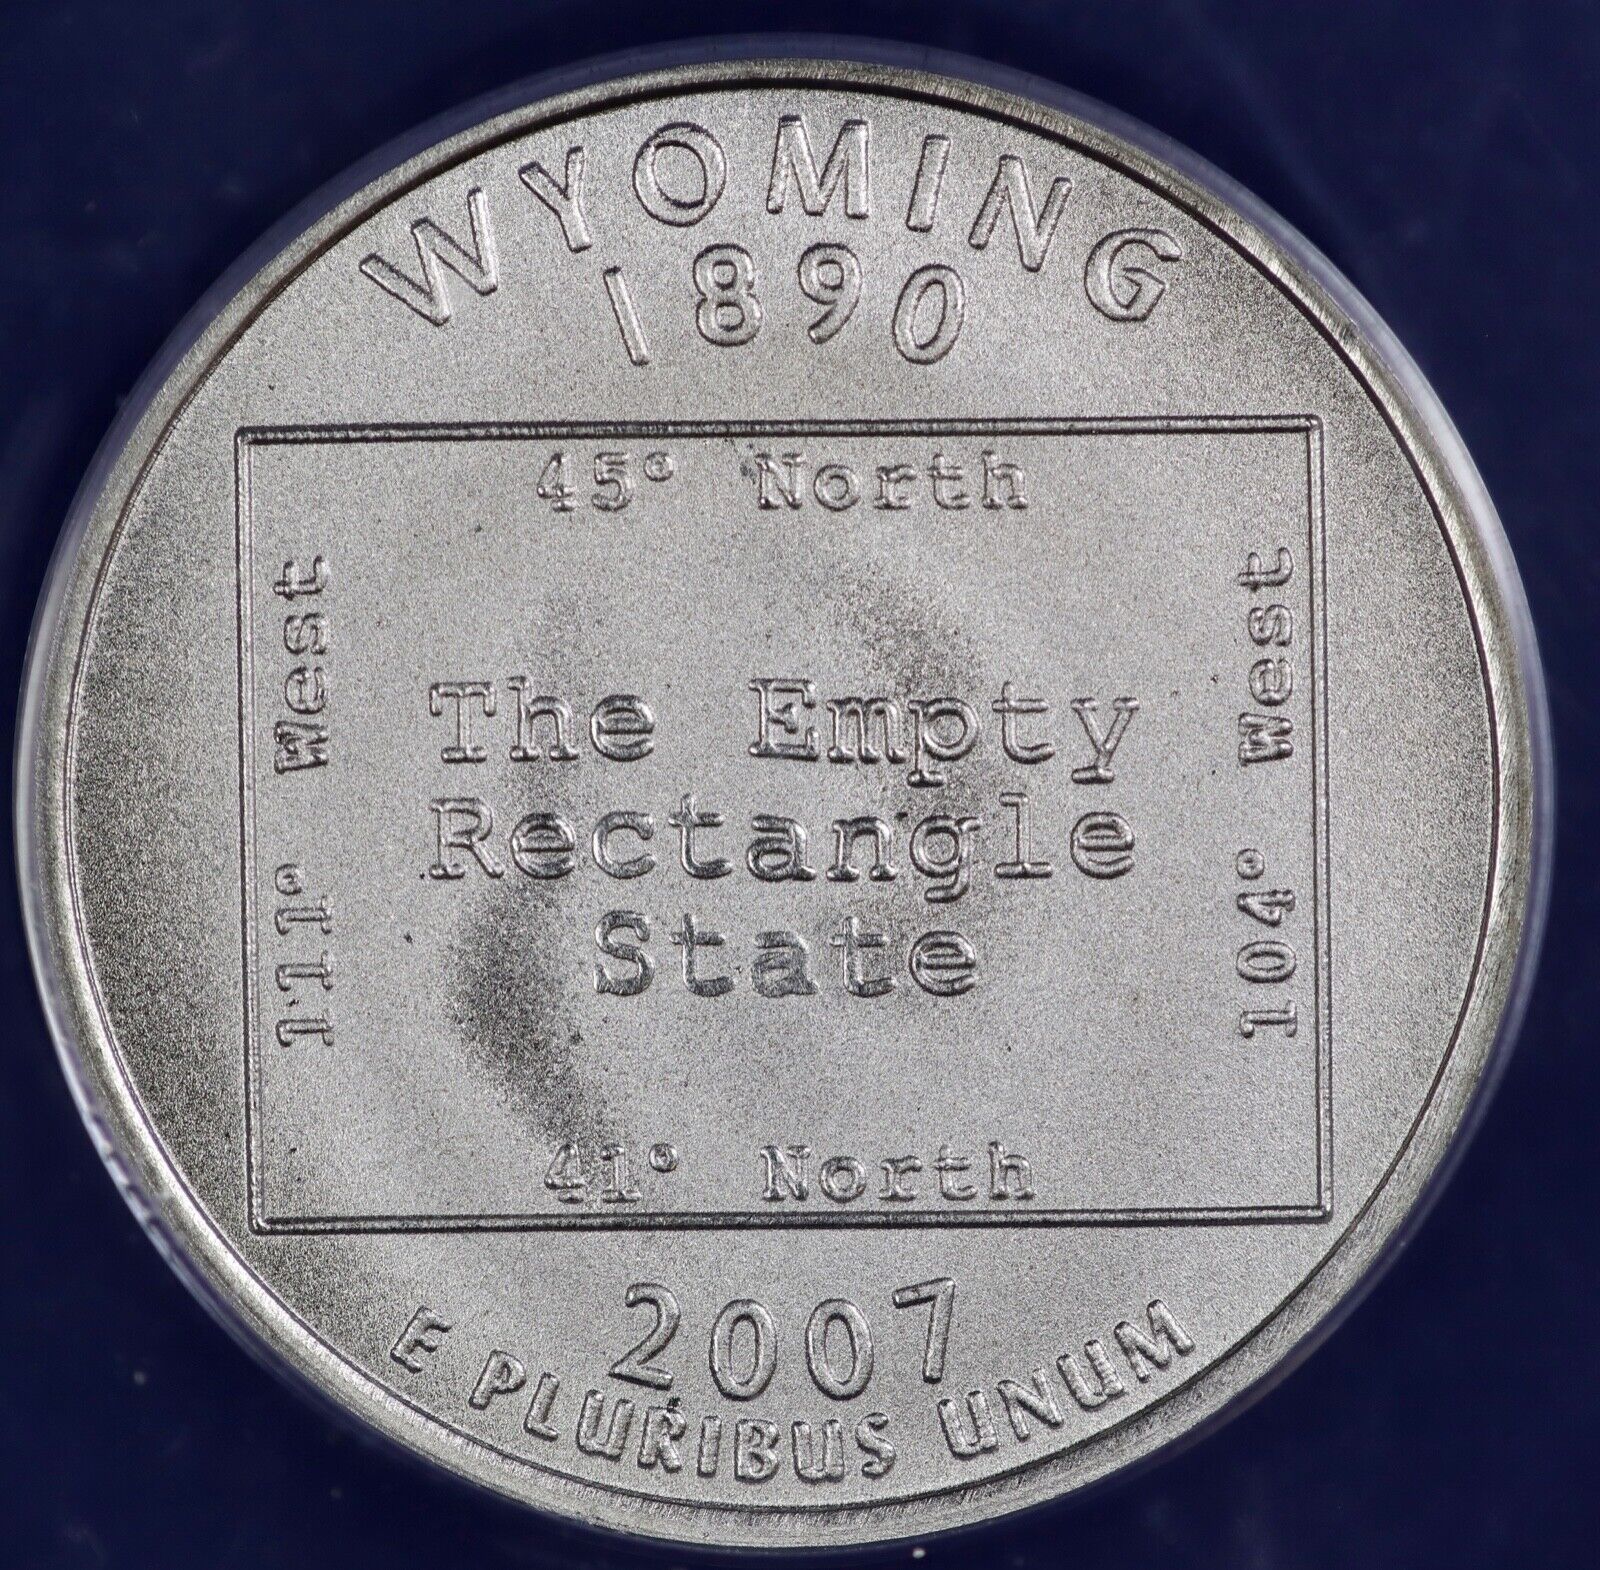 WYOMING
1890
45° North
111° West
104° West
The Empty
Rectangle
State
41° North
2007
E PLURIBUS UNUM